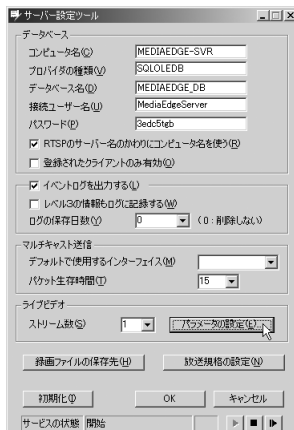 サーバー設定ツール
データベース
コンピュータ名(C) MEDIAEDGE-SVR
プロバイダの種類(V) SQLOLEDB
データベース名(D) MEDIAEDGE_DB
接続ユーザー名(U) MediaEdgeServer
パスワード(P) 3edc5tgb
RTSPのサーバー名のかわりにコンピュータ名を使う(R)
登録されたクライアントのみ有効(O)
イベントログを出力する(L)
レベル3の情報もログに記録する(W)
ログの保存日数(Y) 0 (0:削除しない)
マルチキャスト送信
デフォルトで使用するインターフェイス(M)
パケット生存時間(T) 15
ライブビデオ
ストリーム数(S) 1 パラメータの設定(E)
録画ファイルの保存先(H) 放送規格の設定(N)
初期化(I) OK キャンセル
サービスの状態 開始